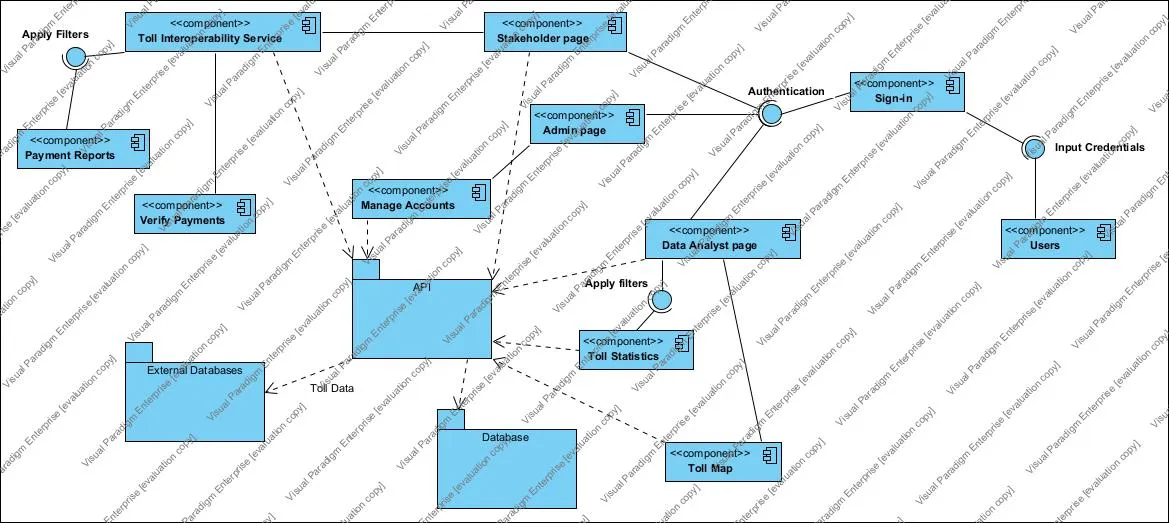 Apply Filters
<<component>>
Toll Interoperability Service
<<component>>
Stakeholder page
<<component>>
Payment Reports
<<component>>
Verify Payments
<<component>>
Admin page
Authentication
<<component>>
Sign-in
Input Credentials
<<component>>
Manage Accounts
<<component>>
Data Analyst page
<<component>>
Users
API
Apply filters
<<component>>
Toll Statistics
External Databases
Toll Data
Database
<<component>>
Toll Map
Visual Paradigm Enterprise [evaluation copy]